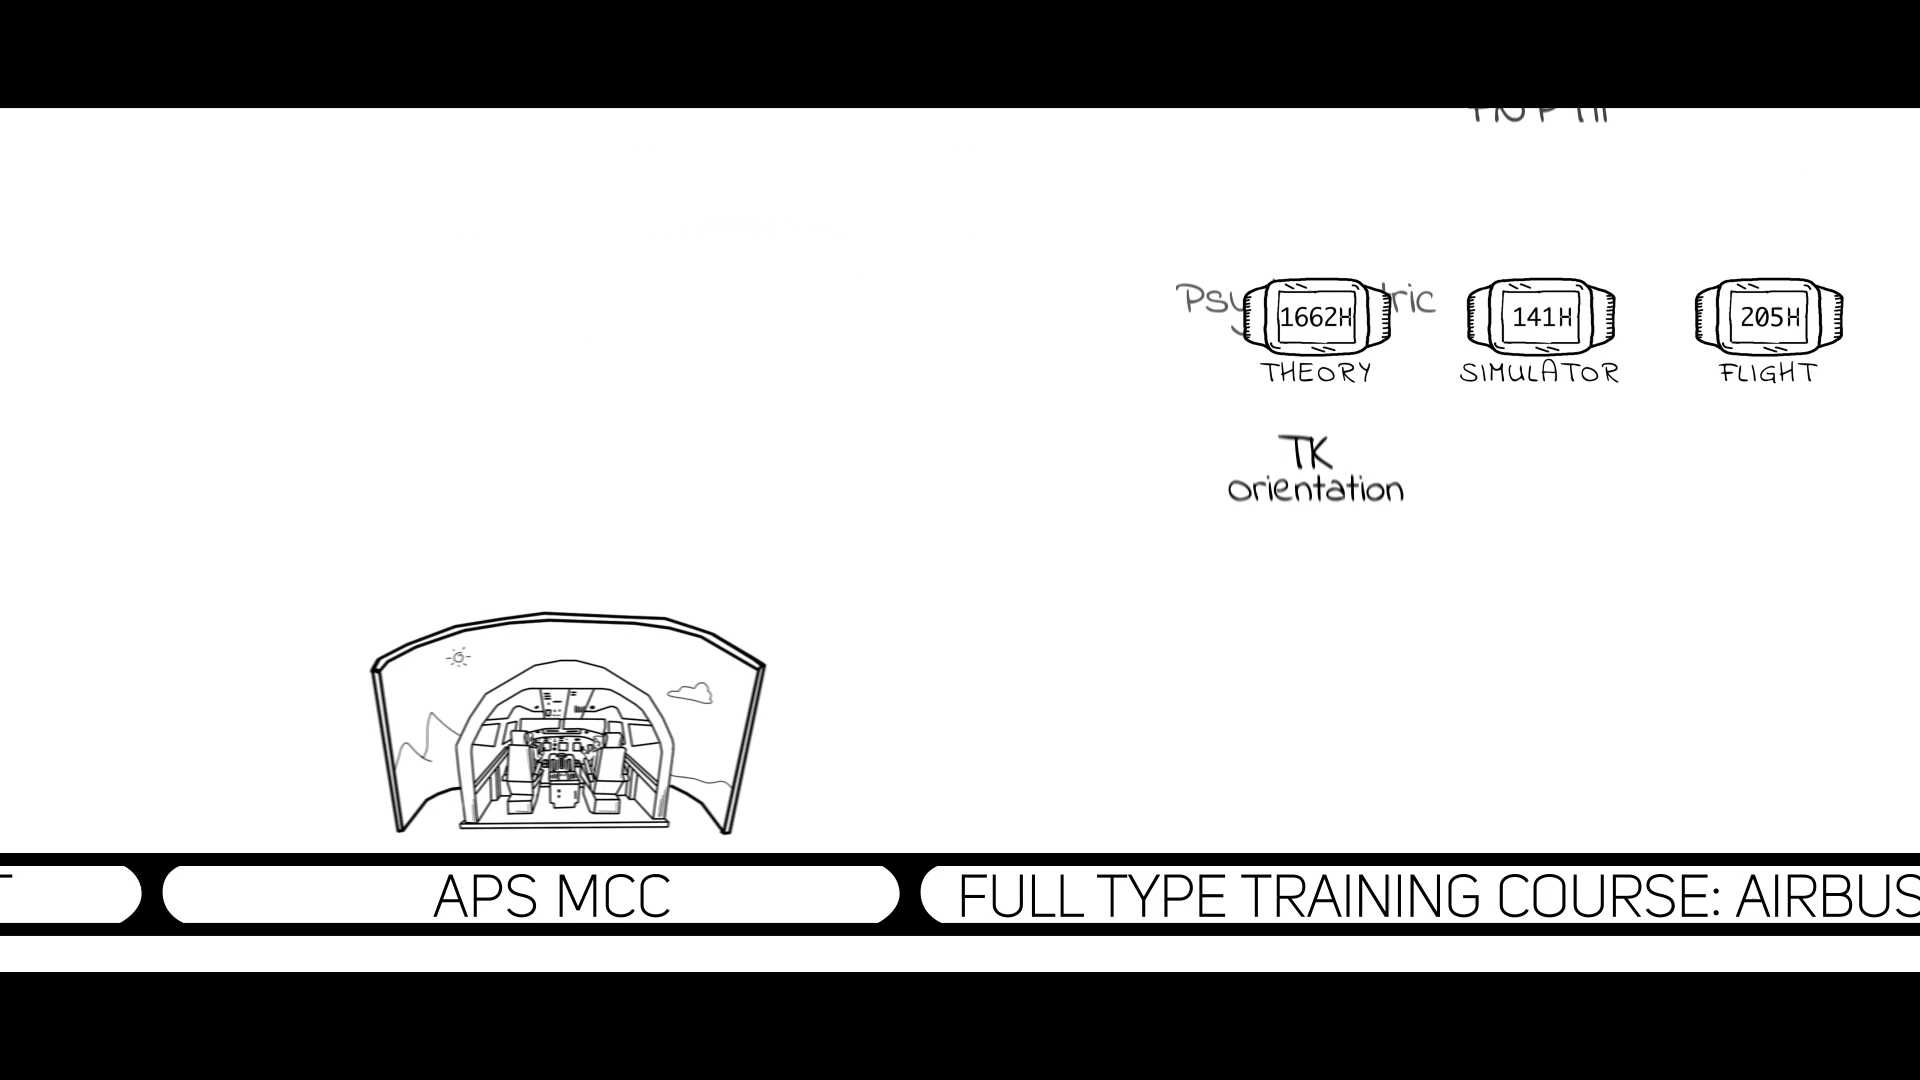 1662H
141H
205H
THEORY
SIMULATOR
FLIGHT
TK
orientation
APS MCC
FULL TYPE TRAINING COURSE: AIRBUS